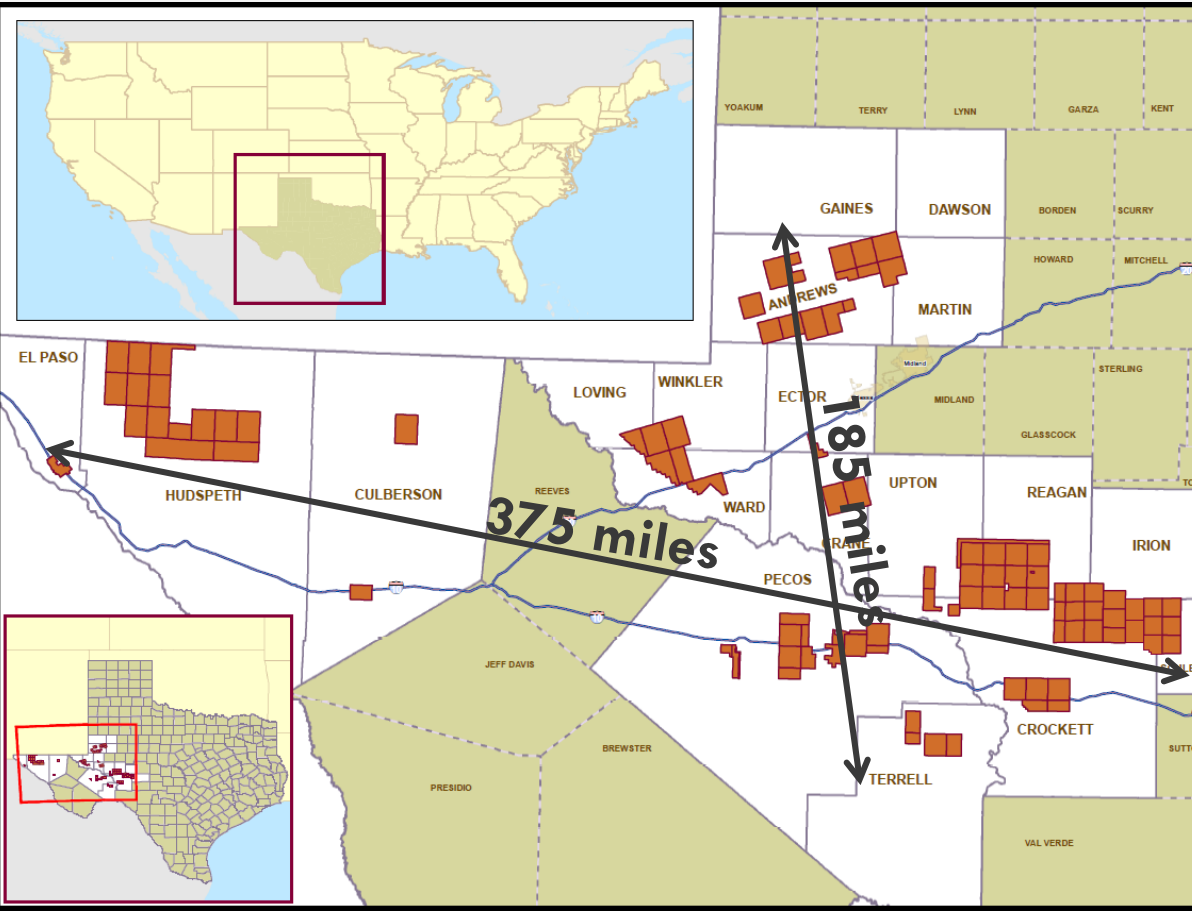 YOAKUM
TERRY
LYNN
GARZA
KENT
GAINES
DAWSON
BORDEN
SCURRY
HOWARD
MITCHELL
ANDREWS
MARTIN
EL PASO
LOVING
WINKLER
ECTOR
Midland
MIDLAND
STERLING
GLASSCOCK
HUDSPETH
CULBERSON
REEVES
WARD
UPTON
REAGAN
CRANE
IRION
375 miles
185 miles
PECOS
JEFF DAVIS
BREWSTER
PRESIDIO
TERRELL
CROCKETT
SUTT
VAL VERDE